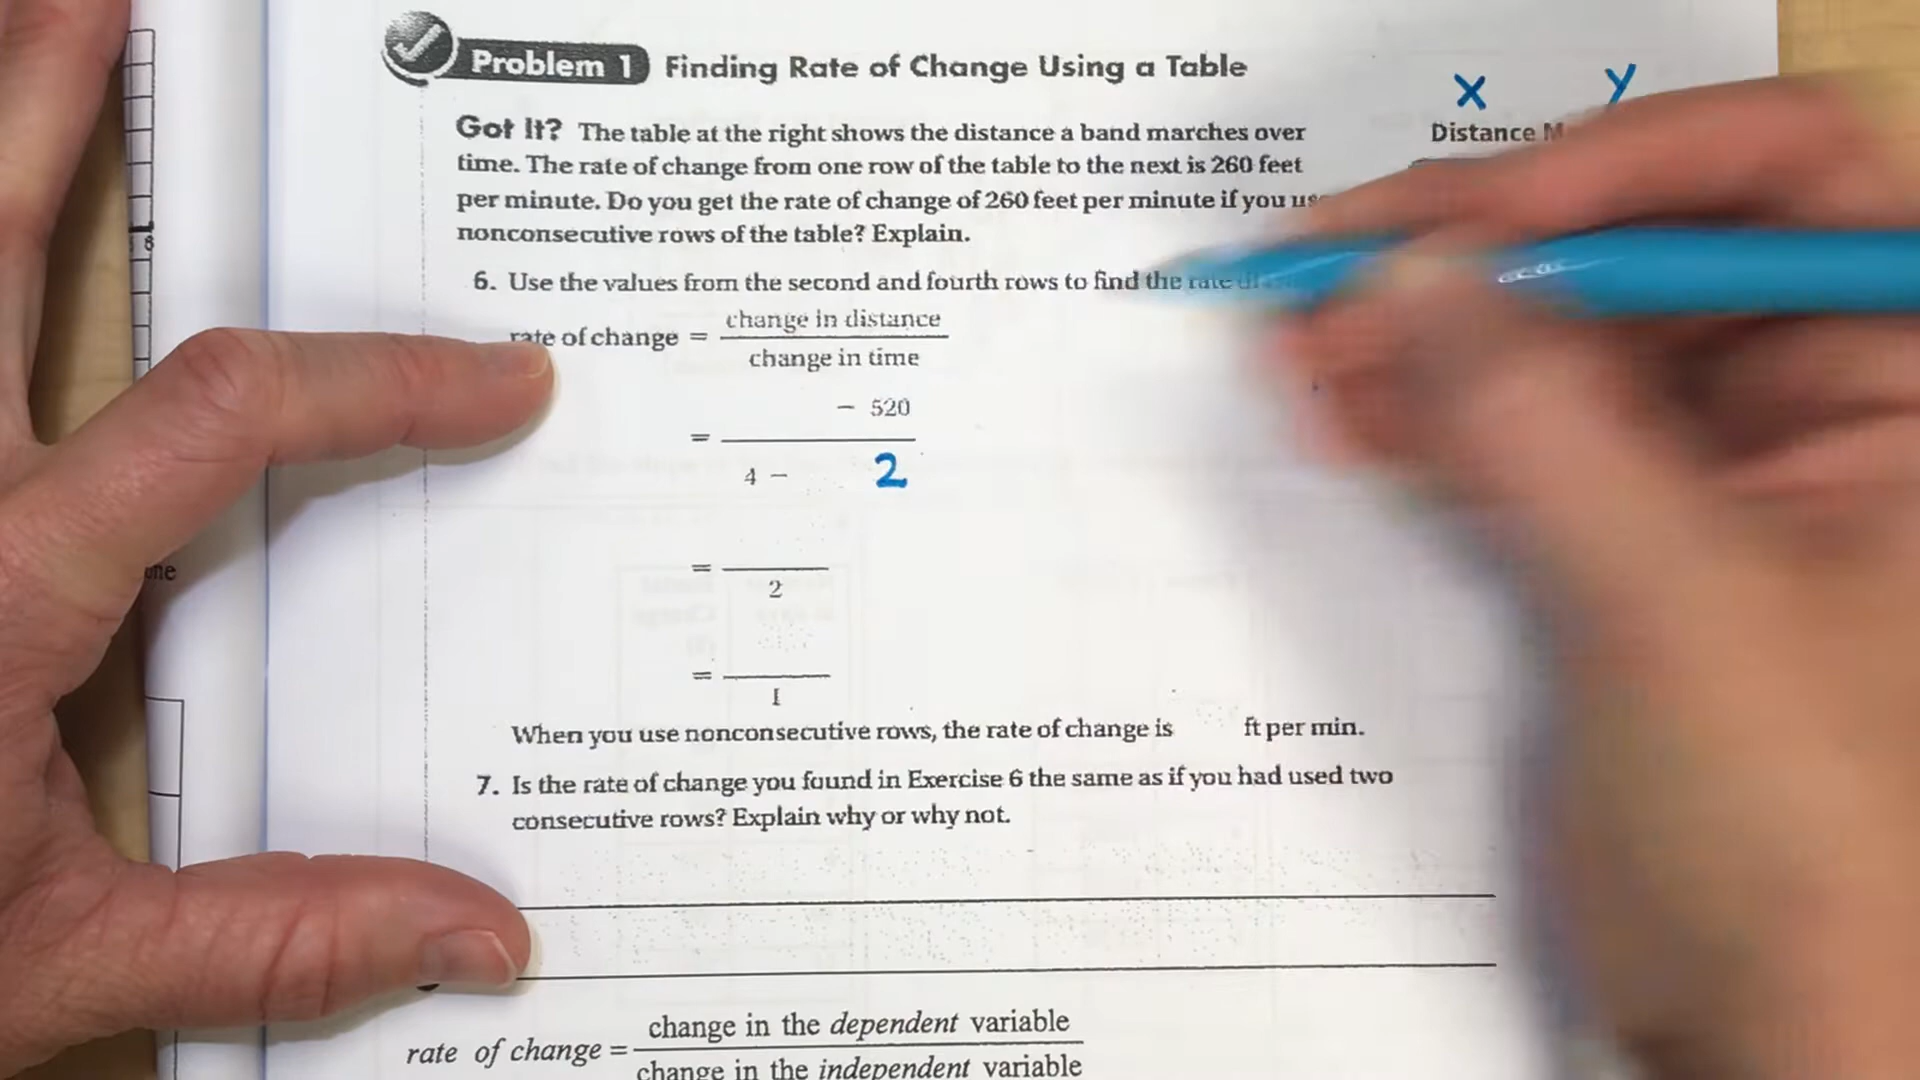 Problem 1 Finding Rate of Change Using a Table
x y
Got It? The table at the right shows the distance a band marches over
Distance M
time. The rate of change from one row of the table to the next is 260 feet
per minute. Do you get the rate of change of 260 feet per minute if you use
nonconsecutive rows of the table? Explain.
8
6. Use the values from the second and fourth rows to find the rate
rate of change = change in distance
change in time
− 520
=
4 − 2
=
2
=
1
When you use nonconsecutive rows, the rate of change is ft per min.
7. Is the rate of change you found in Exercise 6 the same as if you had used two
consecutive rows? Explain why or why not.
rate of change = change in the dependent variable
change in the independent variable